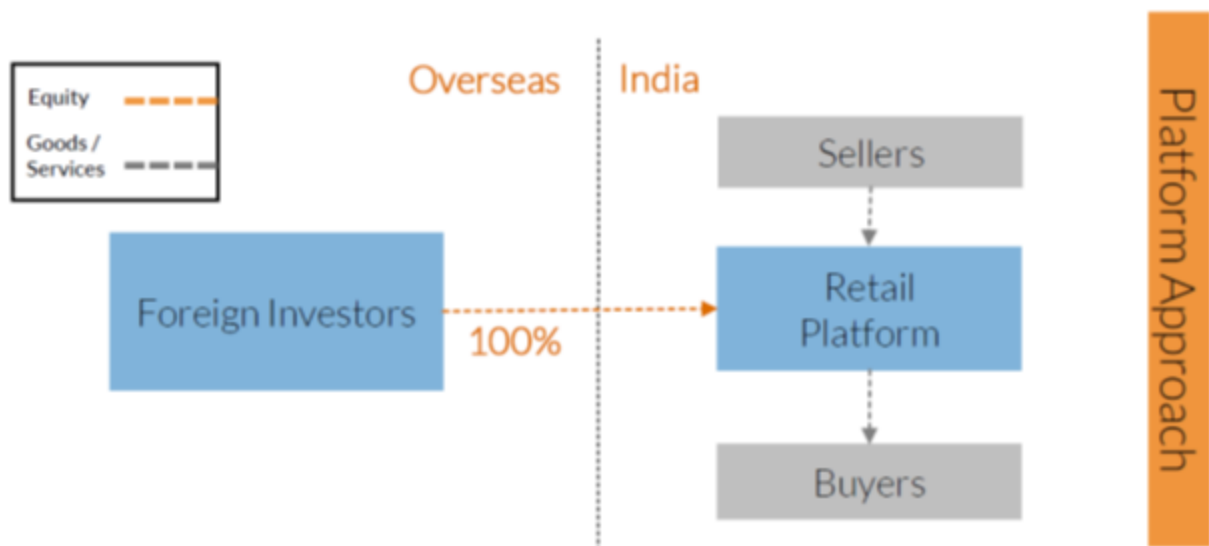 Equity
Goods /
Services
Overseas
India
Sellers
Foreign Investors
100%
Retail
Platform
Buyers
Platform Approach